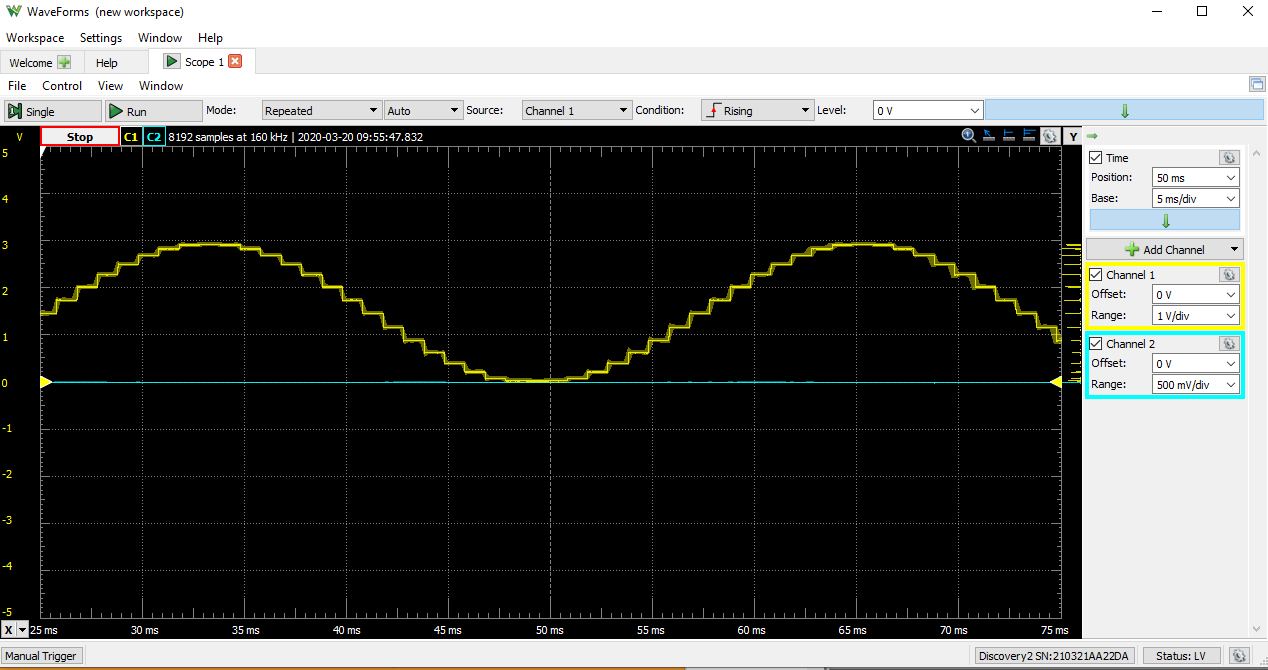 WaveForms (new workspace)
Workspace Settings Window Help
Welcome Help Scope 1
File Control View Window
Single Run Mode: Repeated Auto Source: Channel 1 Condition: Rising Level: 0 V
V Stop C1 C2 8192 samples at 160 kHz | 2020-03-20 09:55:47.832 Y
5
4
3
2
1
0
-1
-2
-3
-4
-5
X 25 ms 30 ms 35 ms 40 ms 45 ms 50 ms 55 ms 60 ms 65 ms 70 ms 75 ms
Time
Position: 50 ms
Base: 5 ms/div
Add Channel
Channel 1
Offset: 0 V
Range: 1 V/div
Channel 2
Offset: 0 V
Range: 500 mV/div
Manual Trigger Discovery2 SN:210321AA22DA Status: LV